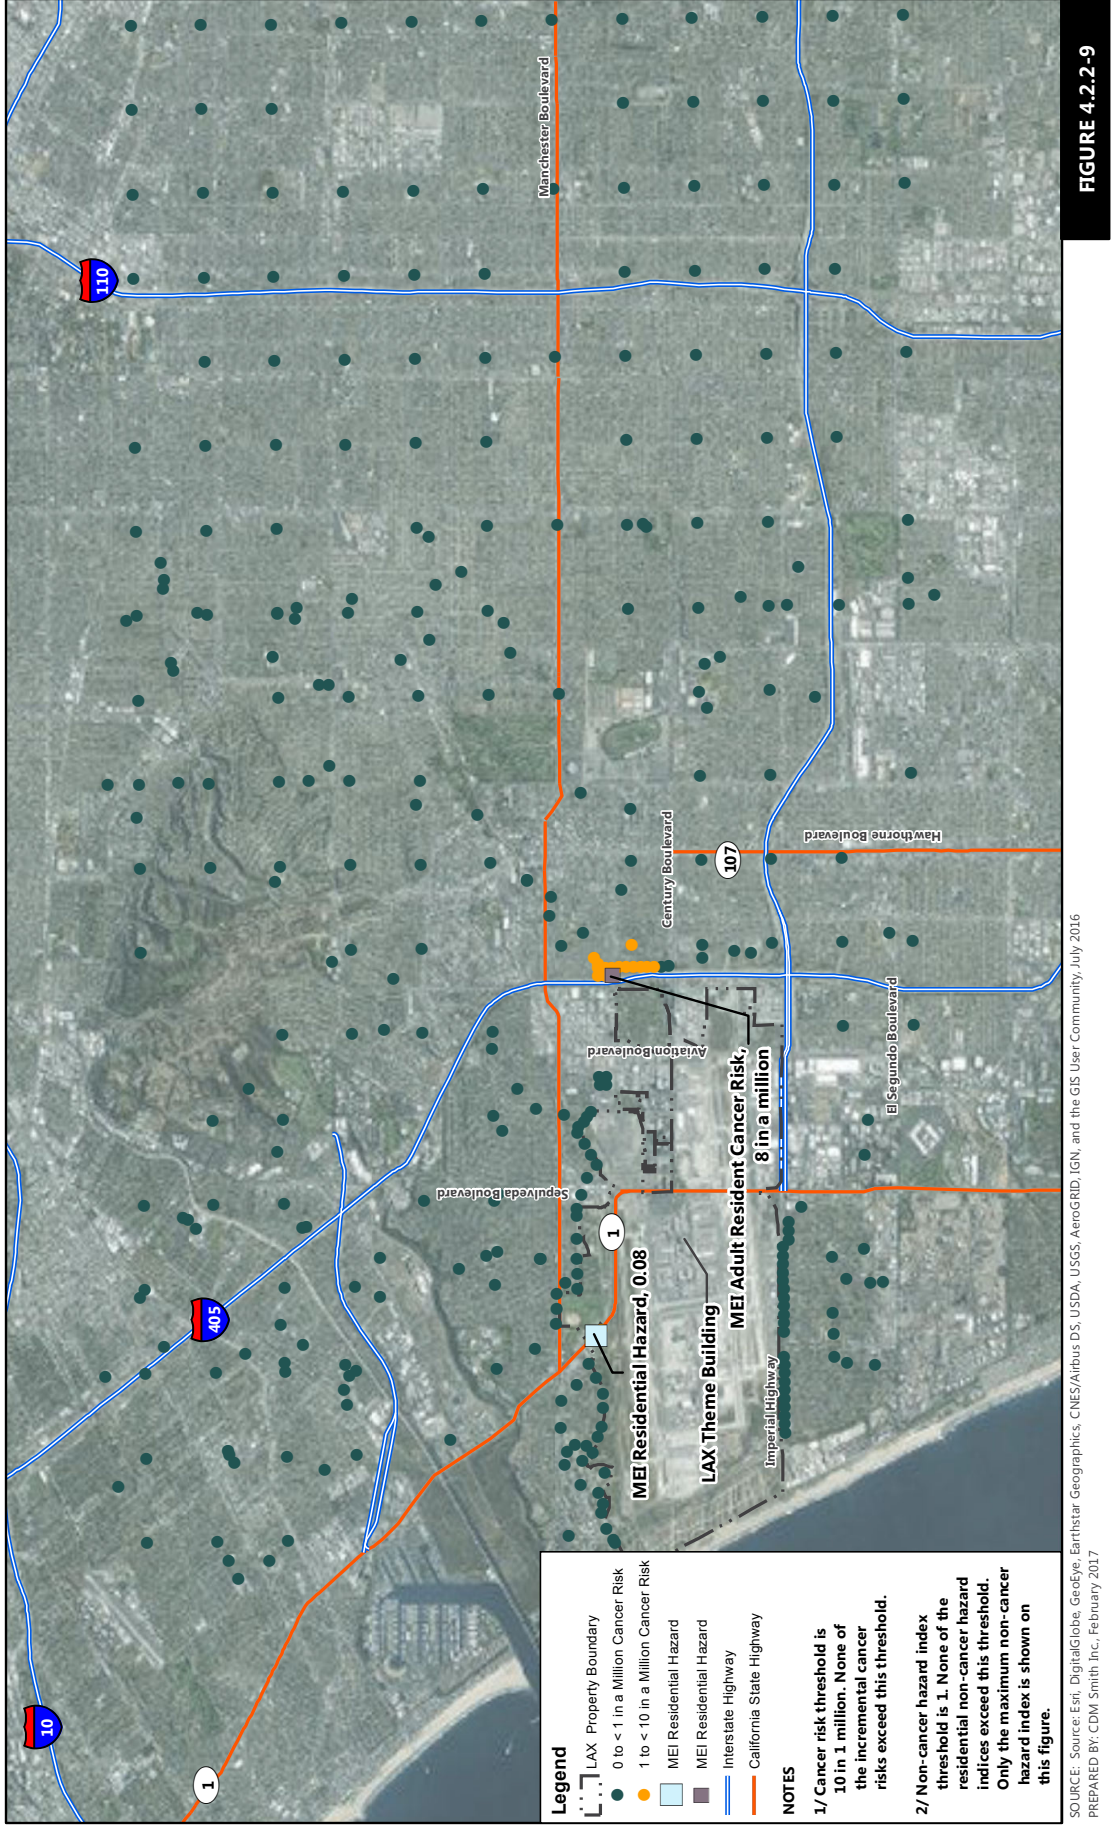 110
Manchester Boulevard
405
10
1
Sepulveda Boulevard
Aviation Boulevard
Century Boulevard
107
Hawthorne Boulevard
1
El Segundo Boulevard
Imperial Highway
MEI Residential Hazard, 0.08
LAX Theme Building
MEI Adult Resident Cancer Risk,
8 in a million
Legend
LAX Property Boundary
0 to < 1 in a Million Cancer Risk
1 to < 10 in a Million Cancer Risk
MEI Residential Hazard
MEI Residential Hazard
Interstate Highway
California State Highway
NOTES
1/ Cancer risk threshold is
10 in 1 million. None of
the incremental cancer
risks exceed this threshold.
2/ Non-cancer hazard index
threshold is 1. None of the
residential non-cancer hazard
indices exceed this threshold.
Only the maximum non-cancer
hazard index is shown on
this figure.
SOURCE: Source: Esri, DigitalGlobe, GeoEye, Earthstar Geographics, CNES/Airbus DS, USDA, USGS, AeroGRID, IGN, and the GIS User Community, July 2016
PREPARED BY: CDM Smith Inc., February 2017
FIGURE 4.2.2-9